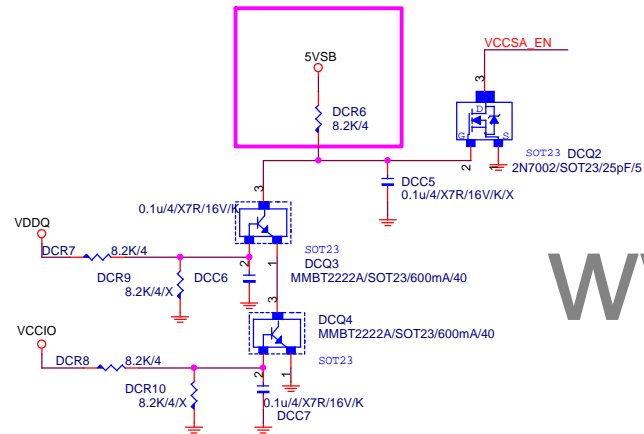 VCCSA_EN
5VSB
3
DCR6
8.2K/4
D
G
S
2
1
SOT23 DCQ2
2N7002/SOT23/25pF/5
3
DCC5
0.1u/4/X7R/16V/K/X
0.1u/4/X7R/16V/K
VDDQ
SOT23
DCR7
8.2K/4
2
1
DCQ3
MMBT2222A/SOT23/600mA/40
DCR9
8.2K/4/X
DCC6
3
DCQ4
MMBT2222A/SOT23/600mA/40
VCCIO
SOT23
DCR8
8.2K/4
2
1
DCR10
8.2K/4/X
0.1u/4/X7R/16V/K
DCC7